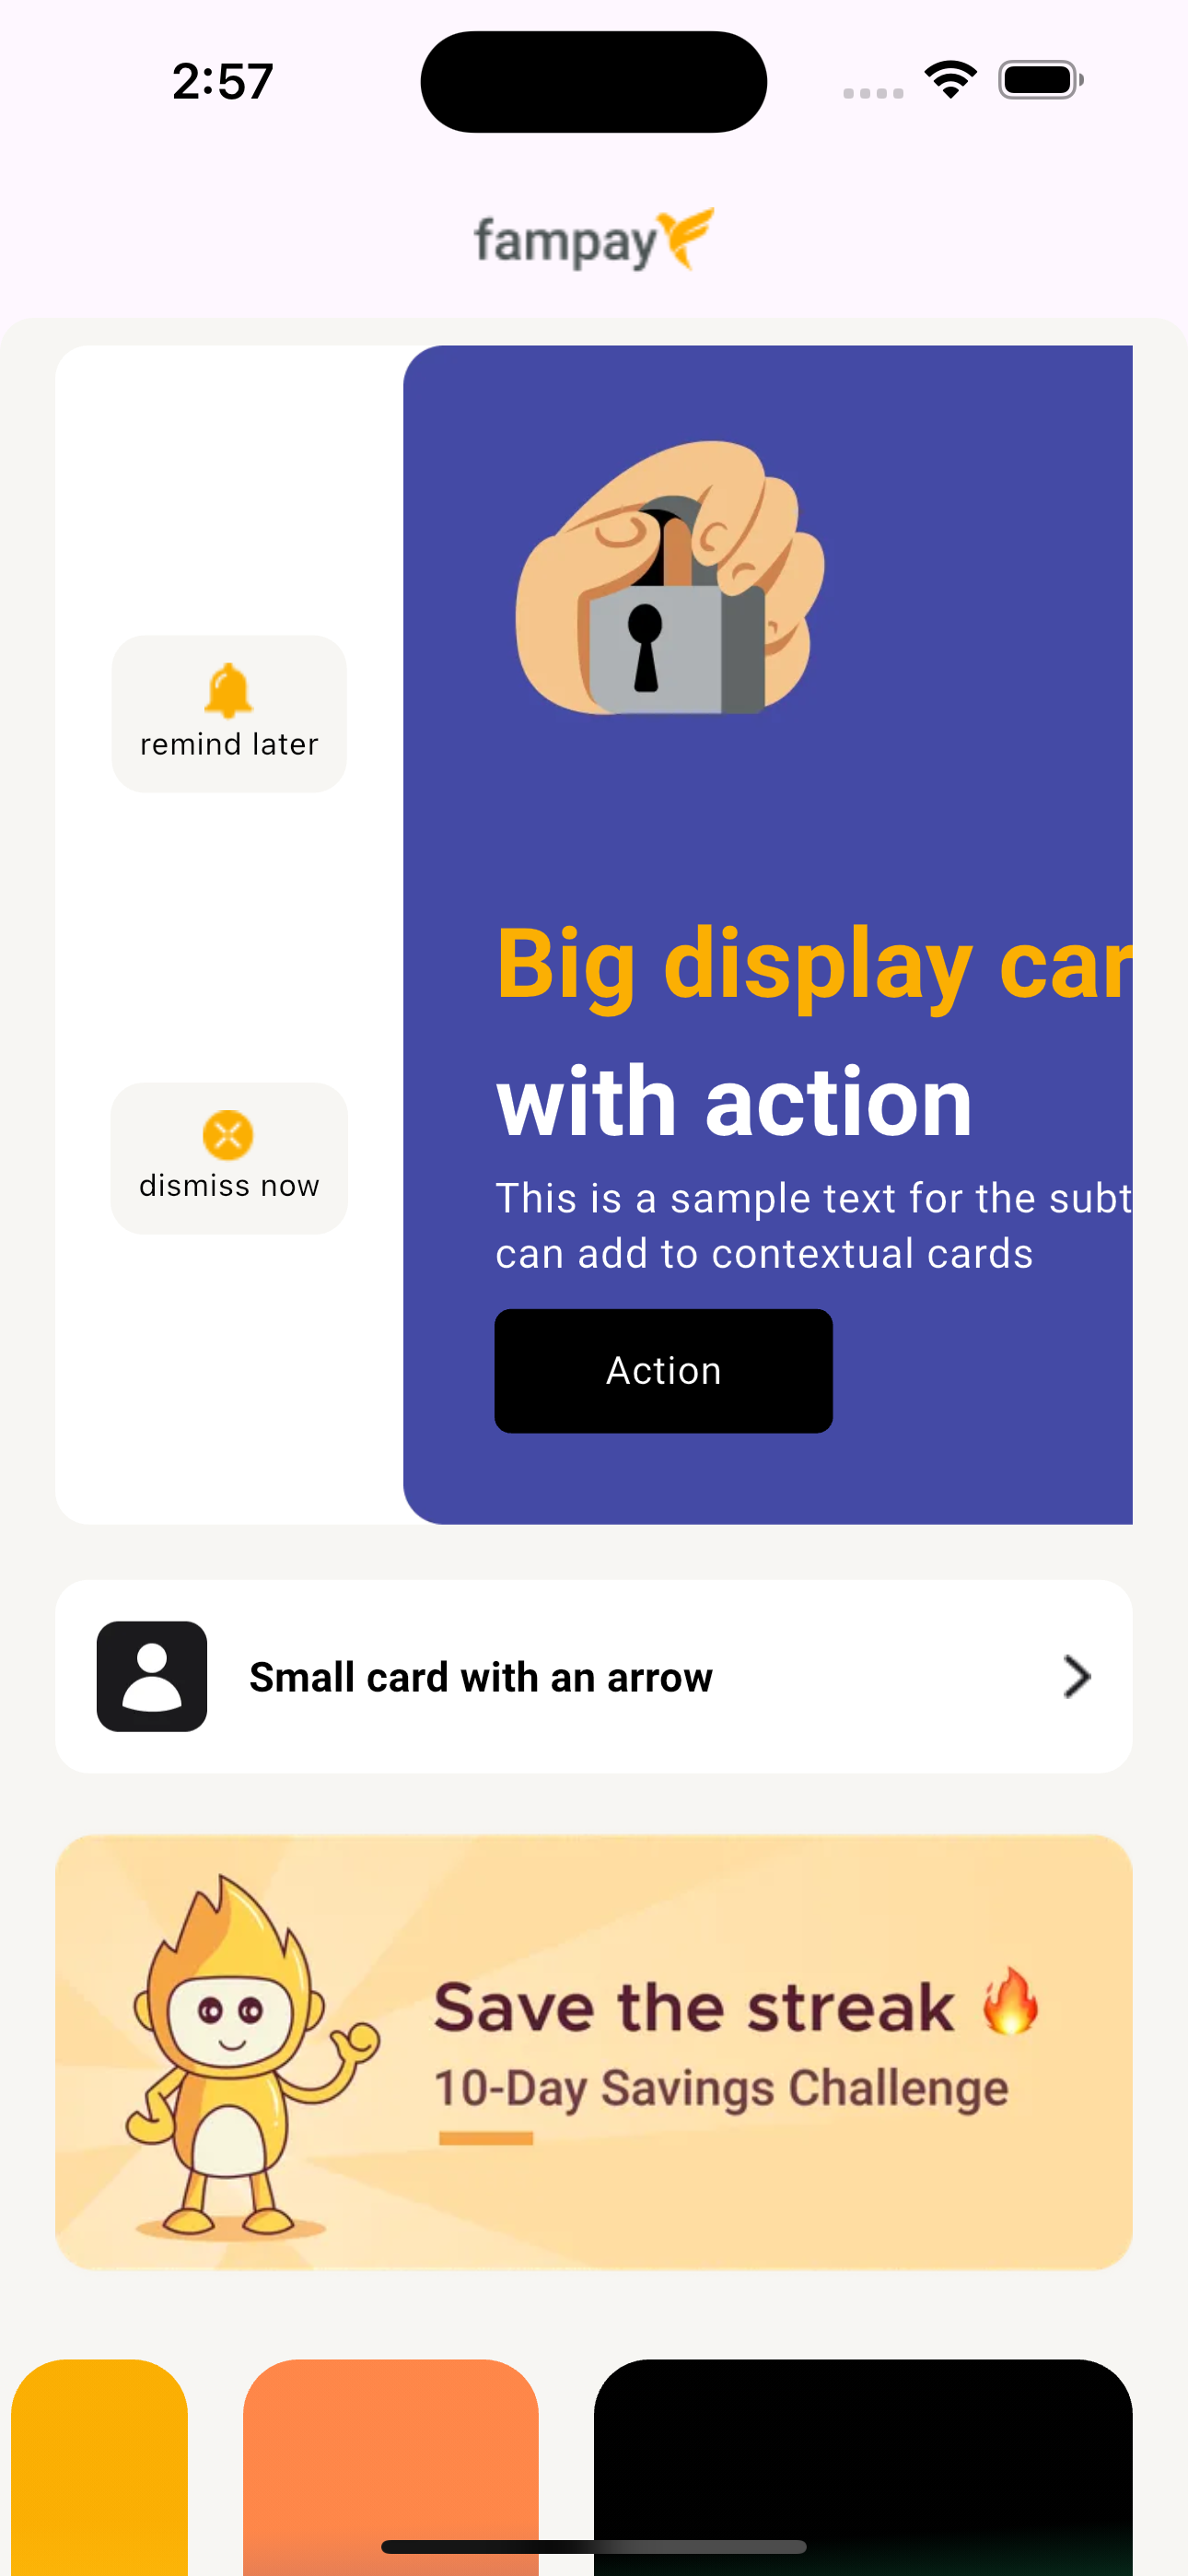 2:57
fampay
remind later
dismiss now
Big display car
with action
This is a sample text for the subt
can add to contextual cards
Action
Small card with an arrow
Save the streak 🔥
10-Day Savings Challenge